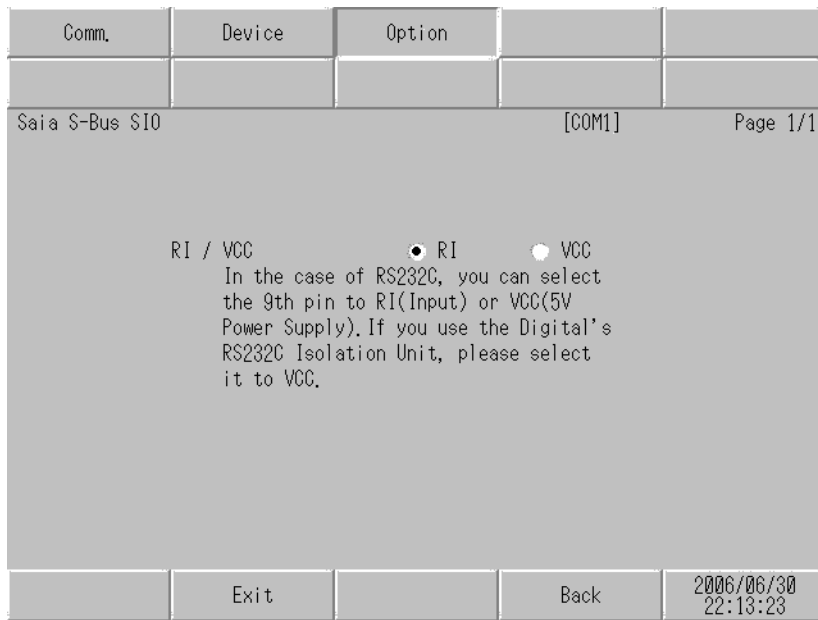 Comm. Device Option
Saia S-Bus SIO [COM1] Page 1/1
RI / VCC RI VCC
In the case of RS232C, you can select
the 9th pin to RI(Input) or VCC(5V
Power Supply).If you use the Digital's
RS232C Isolation Unit, please select
it to VCC.
Exit Back 2006/06/30
22:13:23